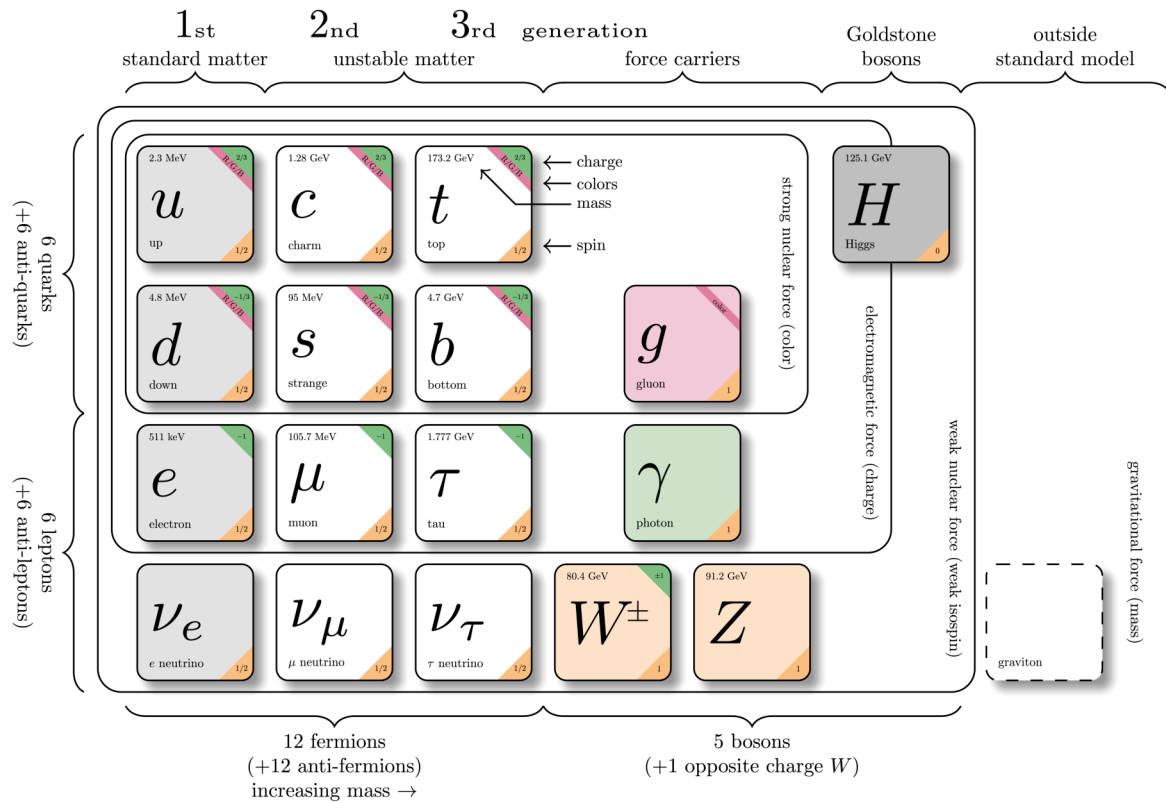 1st 2nd 3rd generation
standard matter
unstable matter
force carriers
Goldstone
bosons
outside
standard model
6 quarks
(+6 anti-quarks)
6 leptons
(+6 anti-leptons)
2.3 MeV
2/3
R/G/B
u
up
1/2
1.28 GeV
2/3
R/G/B
c
charm
1/2
173.2 GeV
2/3
R/G/B
t
top
1/2
charge
colors
mass
spin
125.1 GeV
H
Higgs
0
4.8 MeV
−1/3
R/G/B
d
down
1/2
95 MeV
−1/3
R/G/B
s
strange
1/2
4.7 GeV
−1/3
R/G/B
b
bottom
1/2
color
g
gluon
1
strong nuclear force (color)
511 keV
−1
e
electron
1/2
105.7 MeV
−1
μ
muon
1/2
1.777 GeV
−1
τ
tau
1/2
γ
photon
1
electromagnetic force (charge)
νe
e neutrino
1/2
νμ
μ neutrino
1/2
ντ
τ neutrino
1/2
80.4 GeV
±1
W±
1
91.2 GeV
Z
1
weak nuclear force (weak isospin)
graviton
gravitational force (mass)
12 fermions
(+12 anti-fermions)
increasing mass →
5 bosons
(+1 opposite charge W)